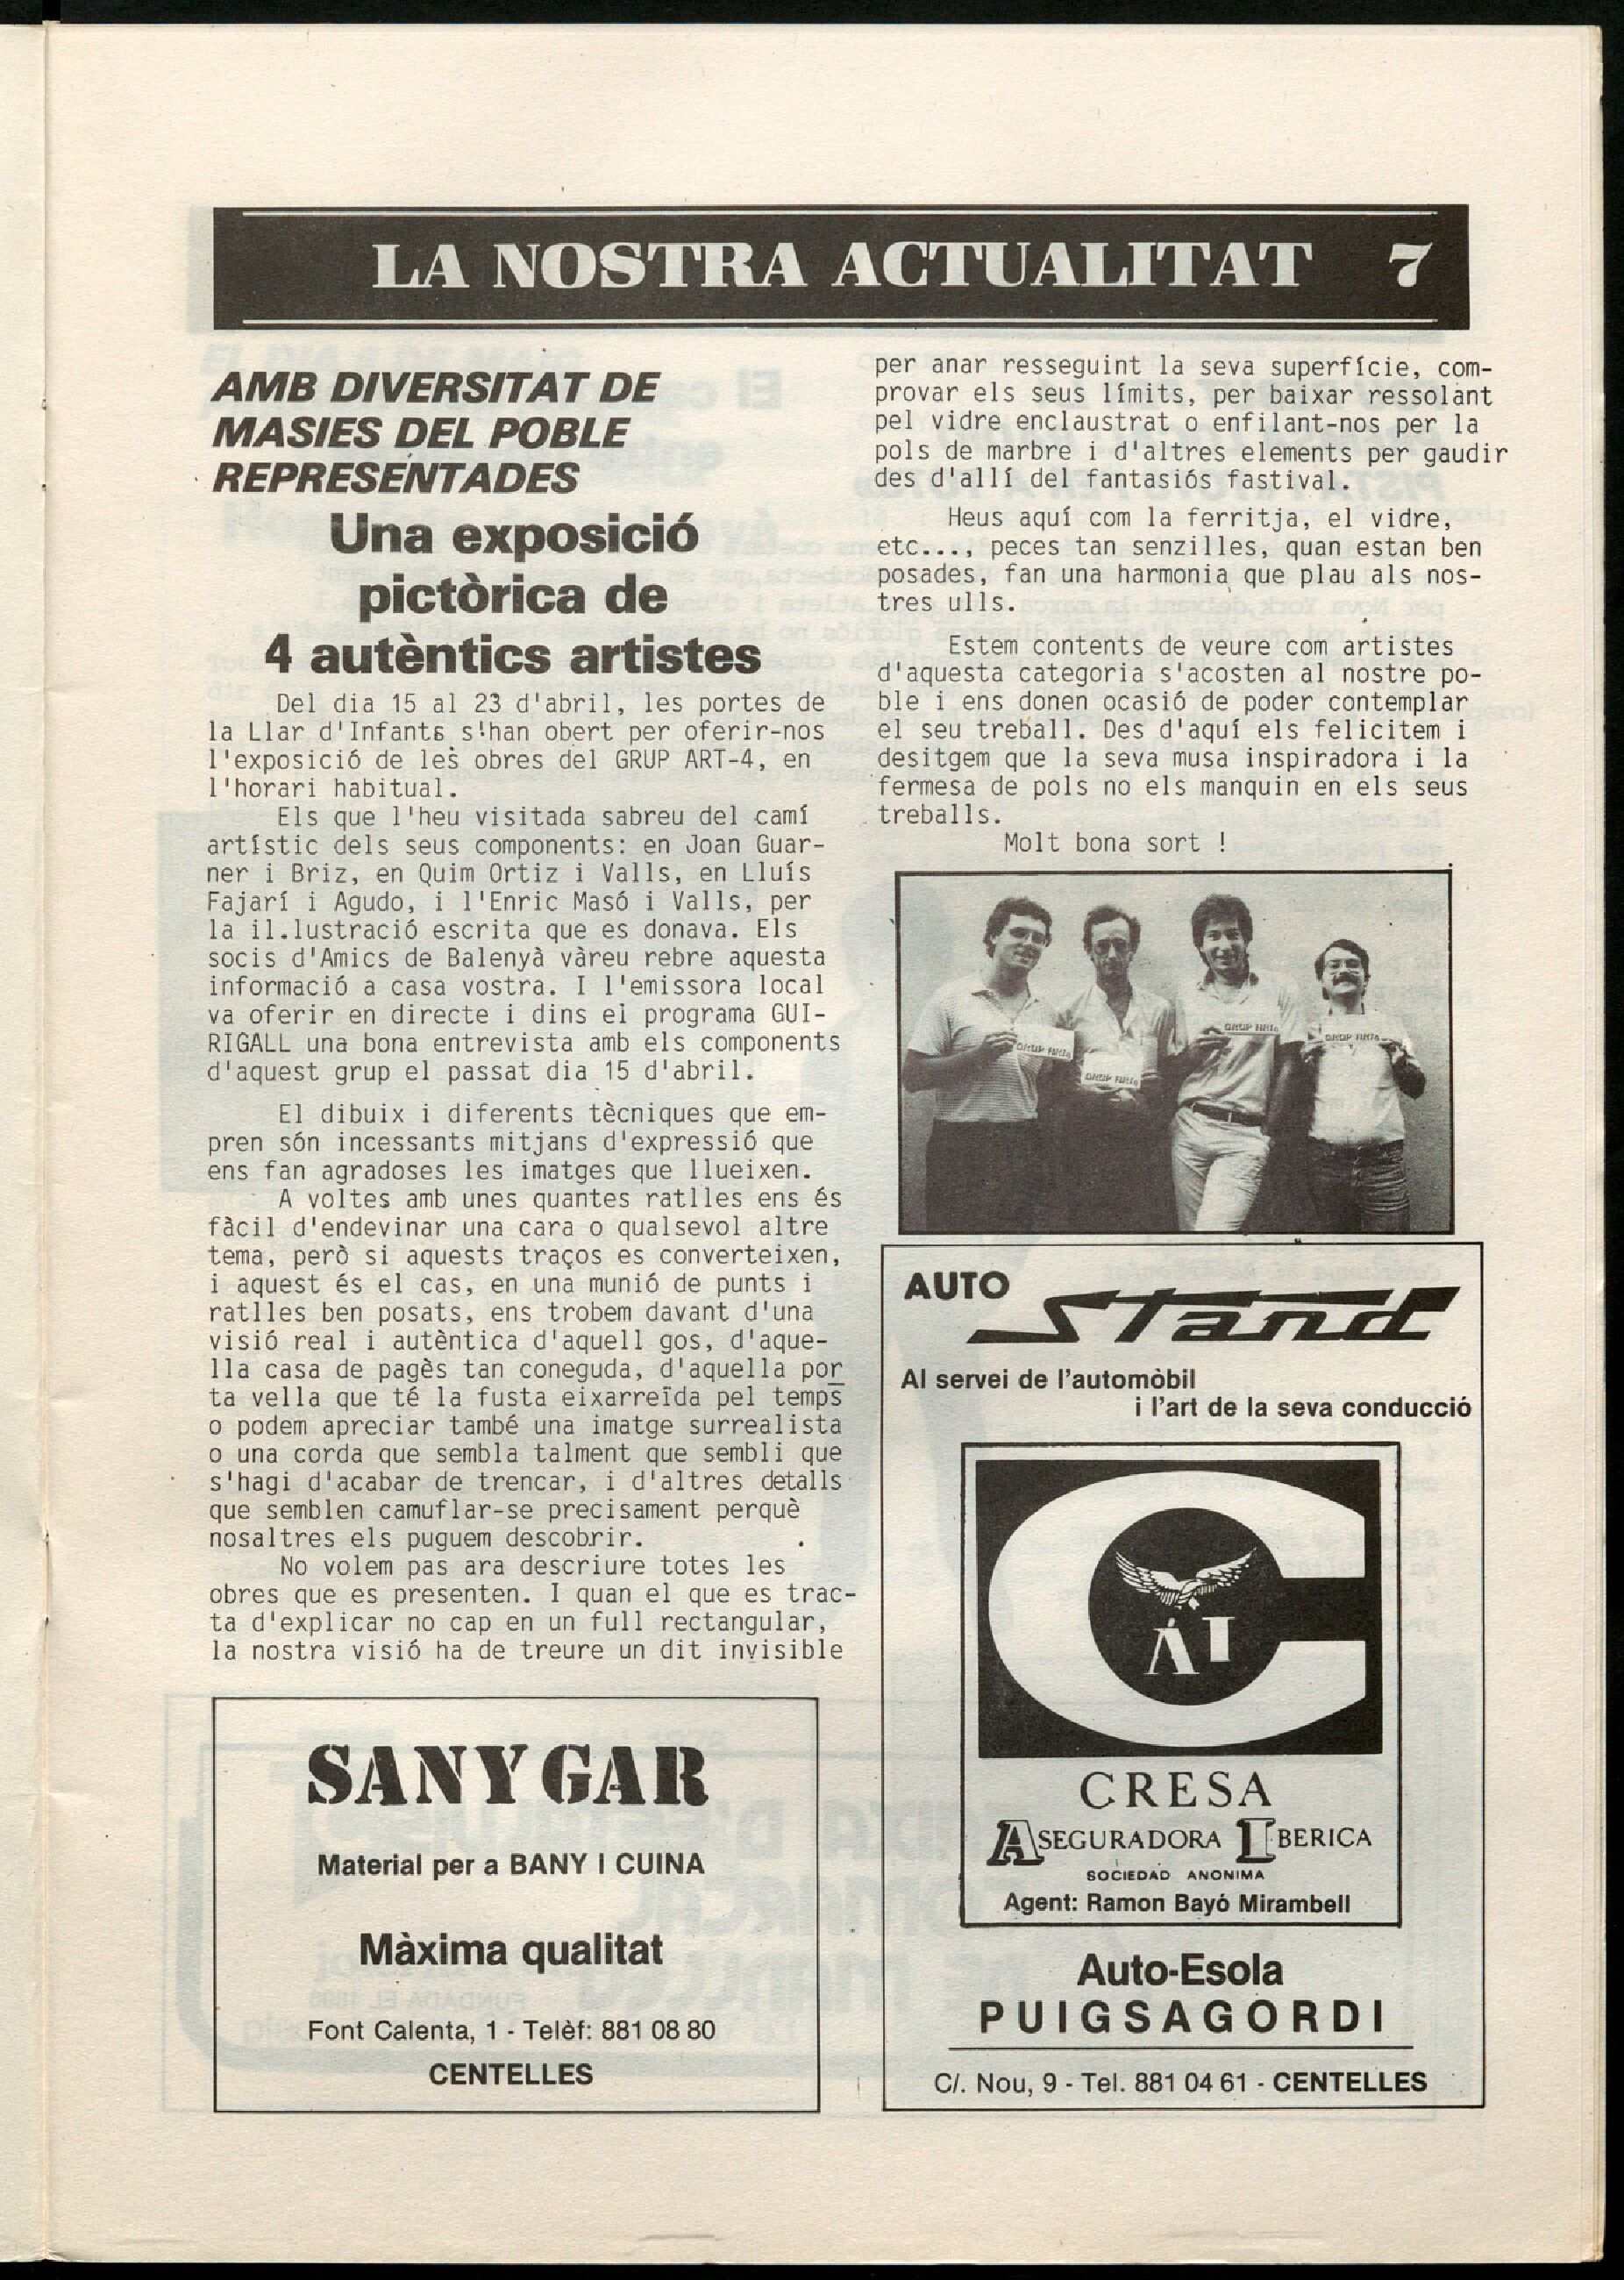 LA NOSTRA ACTUALITAT 7
AMB DIVERSITAT DE
MASIES DEL POBLE
REPRESENTADES
Una exposició
pictòrica de
4 autèntics artistes
Del dia 15 al 23 d'abril, les portes de
la Llar d'Infants s'han obert per oferir-nos
l'exposició de les obres del GRUP ART-4, en
l'horari habitual.
Els que l'heu visitada sabreu del camí
artístic dels seus components: en Joan Guar-
ner i Briz, en Quim Ortiz i Valls, en Lluís
Fajarí i Agudo, i l'Enric Masó i Valls, per
la il.lustració escrita que es donava. Els
socis d'Amics de Balenyà vàreu rebre aquesta
informació a casa vostra. I l'emissora local
va oferir en directe i dins el programa GUI-
RIGALL una bona entrevista amb els components
d'aquest grup el passat dia 15 d'abril.
El dibuix i diferents tècniques que em-
pren són incessants mitjans d'expressió que
ens fan agradoses les imatges que llueixen.
A voltes amb unes quantes ratlles ens és
fàcil d'endevinar una cara o qualsevol altre
tema, però si aquests traços es converteixen,
i aquest és el cas, en una munió de punts i
ratlles ben posats, ens trobem davant d'una
visió real i autèntica d'aquell gos, d'aque-
lla casa de pagès tan coneguda, d'aquella por
ta vella que té la fusta eixarreïda pel temps
o podem apreciar també una imatge surrealista
o una corda que sembla talment que sembli que
s'hagi d'acabar de trencar, i d'altres detalls
que semblen camuflar-se precisament perquè
nosaltres els puguem descobrir.
No volem pas ara descriure totes les
obres que es presenten. I quan el que es trac-
ta d'explicar no cap en un full rectangular,
la nostra visió ha de treure un dit invisible
per anar resseguint la seva superfície, com-
provar els seus límits, per baixar ressolant
pel vidre enclaustrat o enfilant-nos per la
pols de marbre i d'altres elements per gaudir
des d'allí del fantasiós fastival.
Heus aquí com la ferritja, el vidre,
etc..., peces tan senzilles, quan estan ben
posades, fan una harmonia que plau als nos-
tres ulls.
Estem contents de veure com artistes
d'aquesta categoria s'acosten al nostre po-
ble i ens donen ocasió de poder contemplar
el seu treball. Des d'aquí els felicitem i
desitgem que la seva musa inspiradora i la
fermesa de pols no els manquin en els seus
treballs.
Molt bona sort !
GRUP ART4
GRUP ART4
GRUP ART4
GRUP ART4
SANYGAR
Material per a BANY I CUINA
Màxima qualitat
Font Calenta, 1 - Telèf: 881 08 80
CENTELLES
AUTO
Stand
Al servei de l'automòbil
i l'art de la seva conducció
C
AI
CRESA
ASEGURADORA IBERICA
SOCIEDAD ANONIMA
Agent: Ramon Bayó Mirambell
Auto-Esola
PUIGSAGORDI
C/. Nou, 9 - Tel. 881 04 61 - CENTELLES